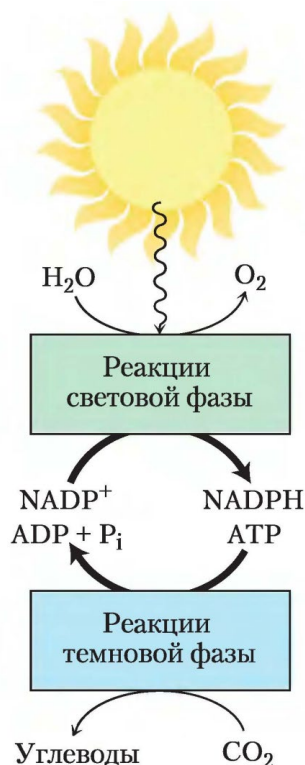 H₂O O₂
Реакции
световой фазы
NADP⁺ NADPH
ADP + Pᵢ ATP
Реакции
темновой фазы
Углеводы CO₂